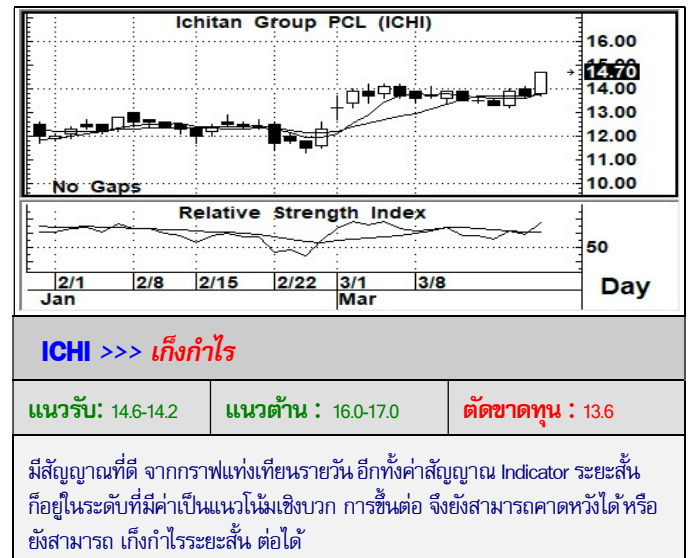 Ichitan Group PCL (ICHI)
16.00
15.00
14.70
14.00
13.00
12.00
11.00
10.00
No Gaps
Relative Strength Index
50
2/1 2/8 2/15 2/22 3/1 3/8
Jan Mar
Day
ICHI >>> เก็งกำไร
แนวรับ: 14.6-14.2 แนวต้าน : 16.0-17.0 ตัดขาดทุน : 13.6
มีสัญญาณที่ดี จากกราฟแท่งเทียนรายวัน อีกทั้งค่าสัญญาณ Indicator ระยะสั้น
ก็อยู่ในระดับที่มีค่าเป็นแนวโน้มเชิงบวก การขึ้นต่อ จึงยังสามารถคาดหวังได้ หรือ
ยังสามารถ เก็งกำไรระยะสั้น ต่อได้